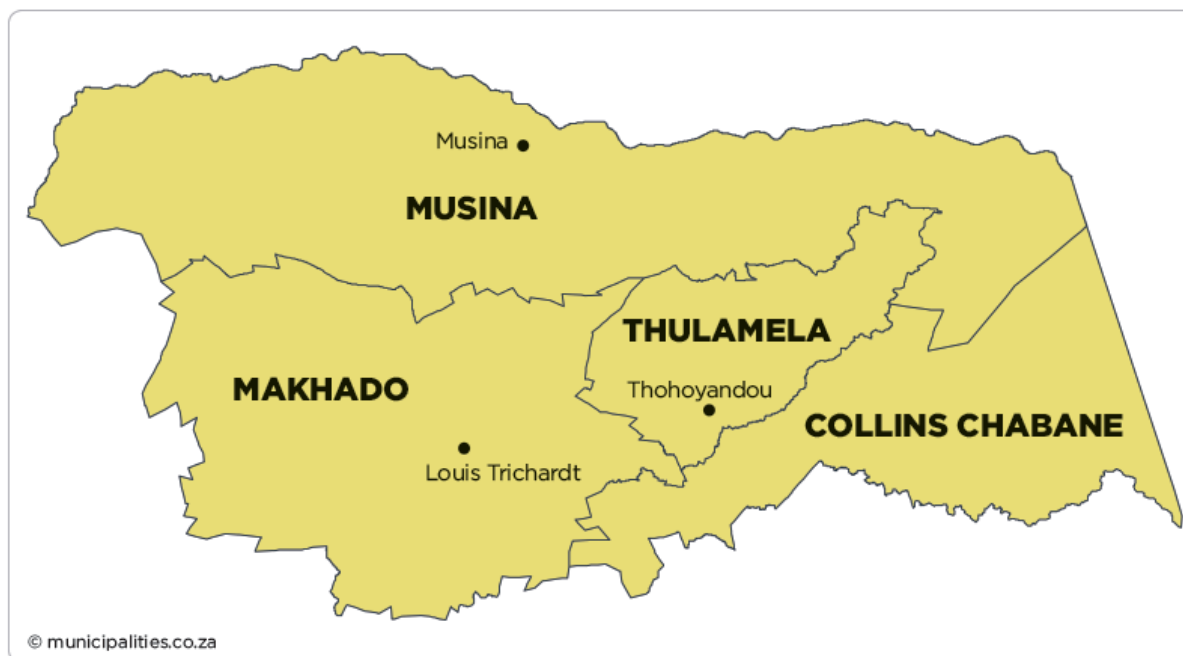 Musina
MUSINA
THULAMELA
MAKHADO
Thohoyandou
COLLINS CHABANE
Louis Trichardt
© municipalities.co.za